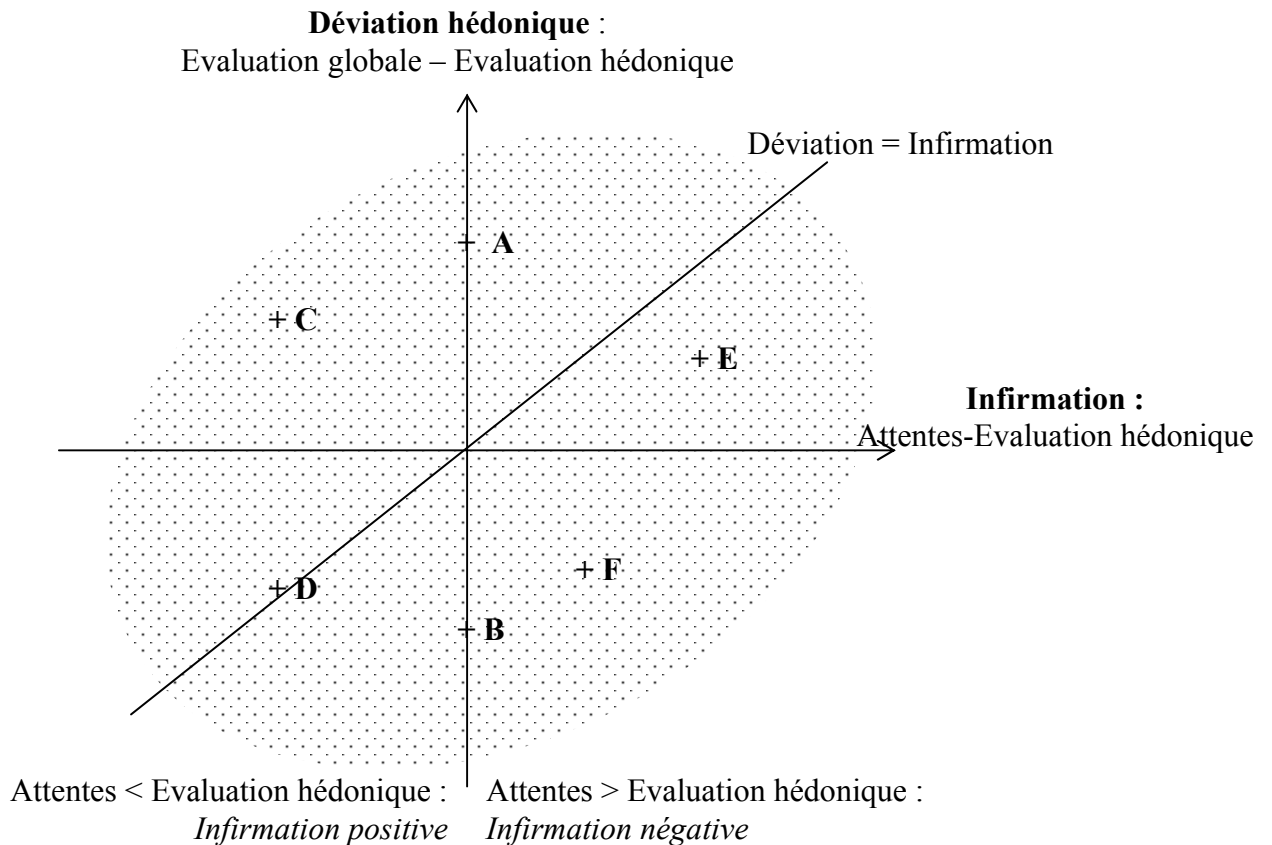 Déviation hédonique :
Evaluation globale – Evaluation hédonique
Déviation = Infirmation
A
C
E
Infirmation :
Attentes-Evaluation hédonique
F
D
B
Attentes < Evaluation hédonique :
Infirmation positive
Attentes > Evaluation hédonique :
Infirmation négative